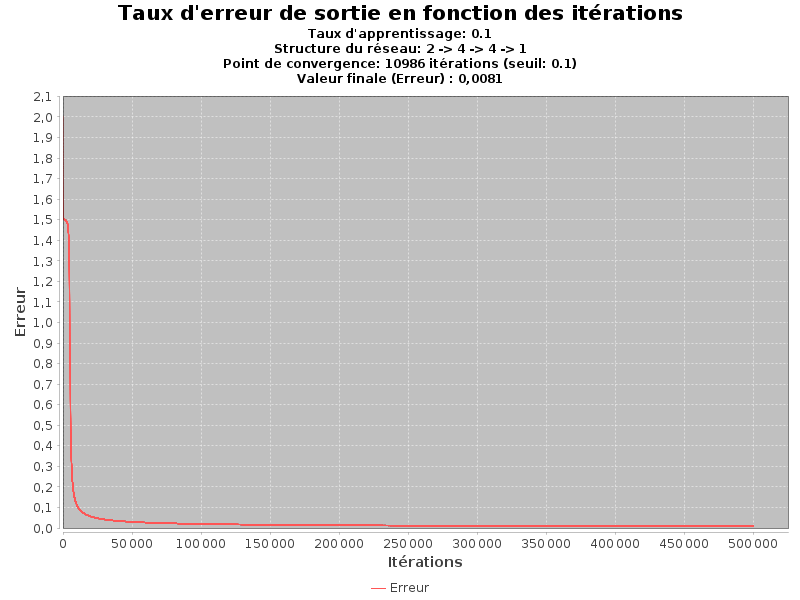 Taux d'erreur de sortie en fonction des itérations
Taux d'apprentissage: 0.1
Structure du réseau: 2 -> 4 -> 4 -> 1
Point de convergence: 10986 itérations (seuil: 0.1)
Valeur finale (Erreur) : 0,0081
2,1
2,0
1,9
1,8
1,7
1,6
1,5
1,4
1,3
1,2
1,1
1,0
0,9
0,8
0,7
0,6
0,5
0,4
0,3
0,2
0,1
0,0
Erreur
0 50 000 100 000 150 000 200 000 250 000 300 000 350 000 400 000 450 000 500 000
Itérations
Erreur